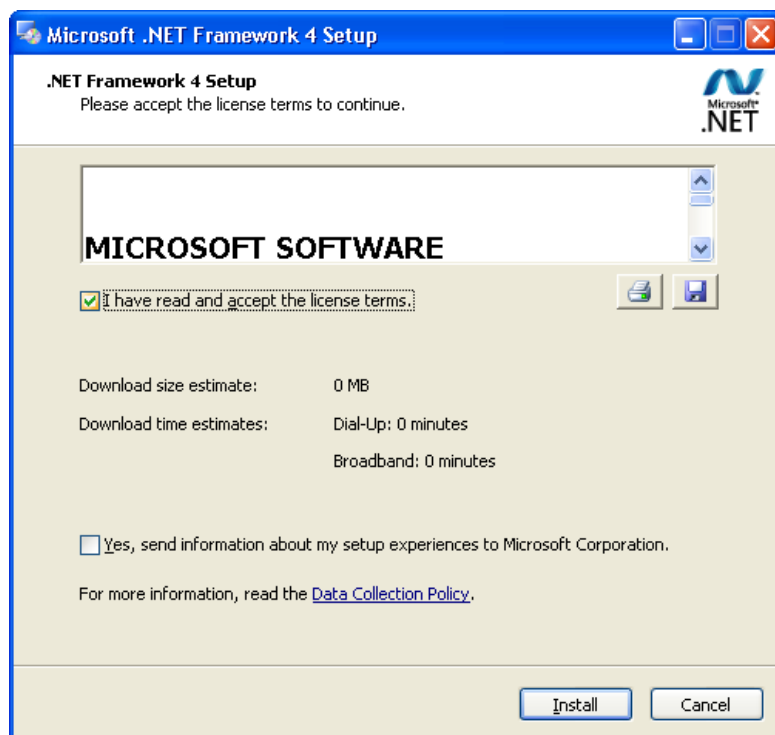 Microsoft .NET Framework 4 Setup
.NET Framework 4 Setup
Please accept the license terms to continue.
Microsoft®
.NET
MICROSOFT SOFTWARE
I have read and accept the license terms.
Download size estimate: 0 MB
Download time estimates: Dial-Up: 0 minutes
Broadband: 0 minutes
Yes, send information about my setup experiences to Microsoft Corporation.
For more information, read the Data Collection Policy.
Install Cancel